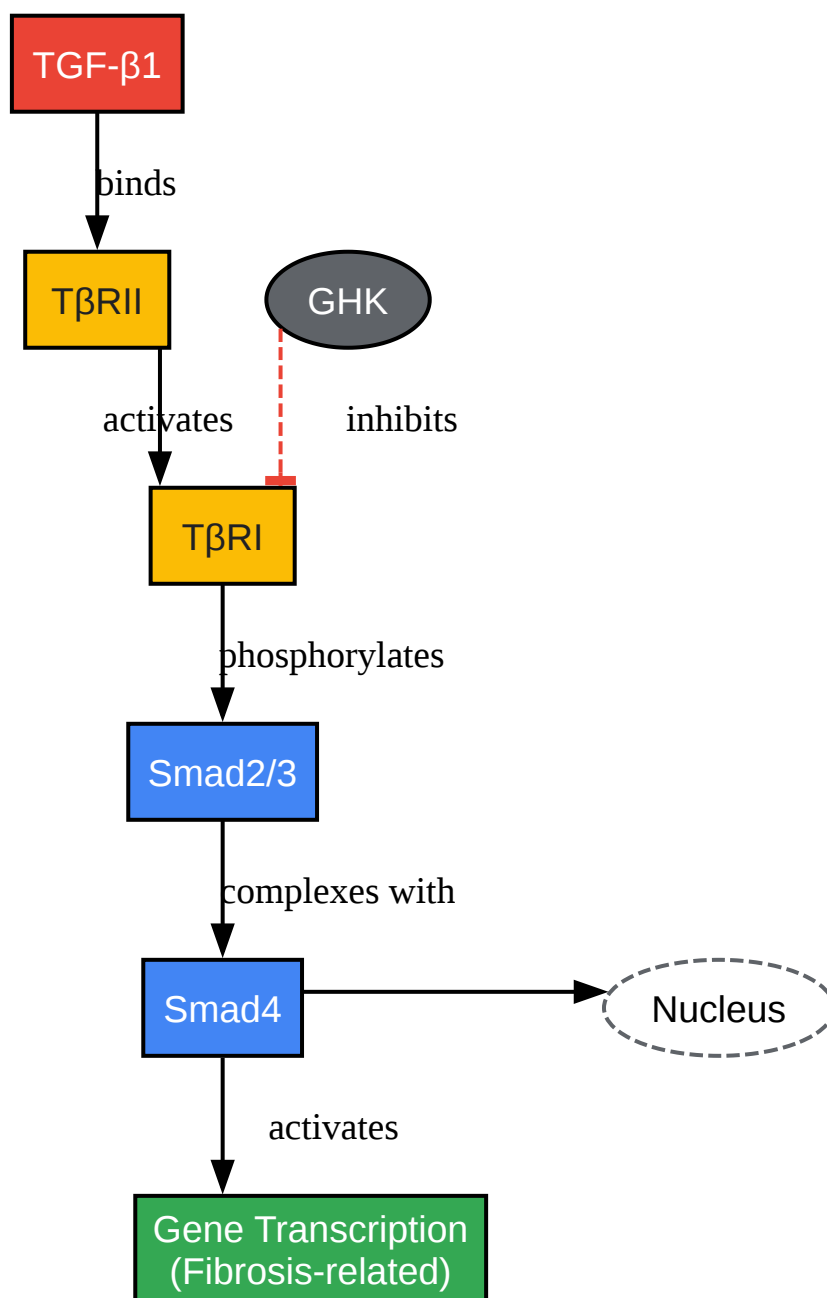 TGF-β1
binds
TβRII
GHK
activates
inhibits
TβRI
phosphorylates
Smad2/3
complexes with
Smad4
Nucleus
activates
Gene Transcription
(Fibrosis-related)